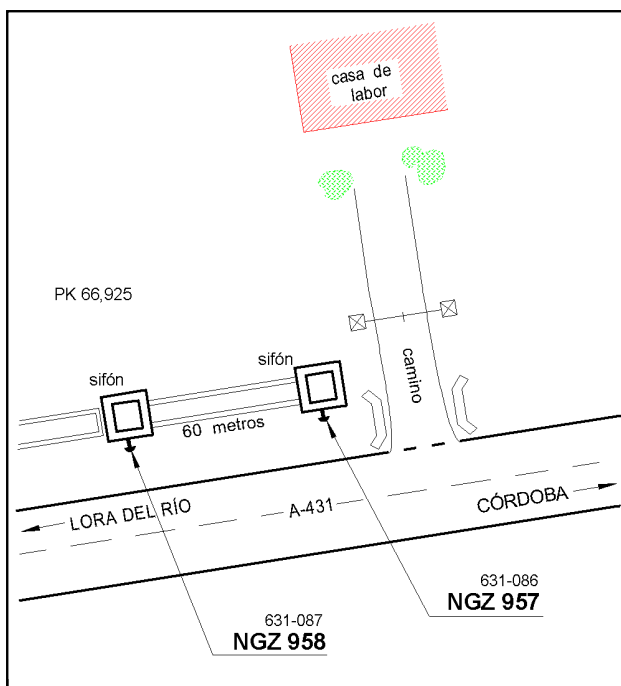 casa de
labor
PK 66,925
camino
sifón
sifón
60 metros
LORA DEL RÍO
A-431
CÓRDOBA
631-086
NGZ 957
631-087
NGZ 958